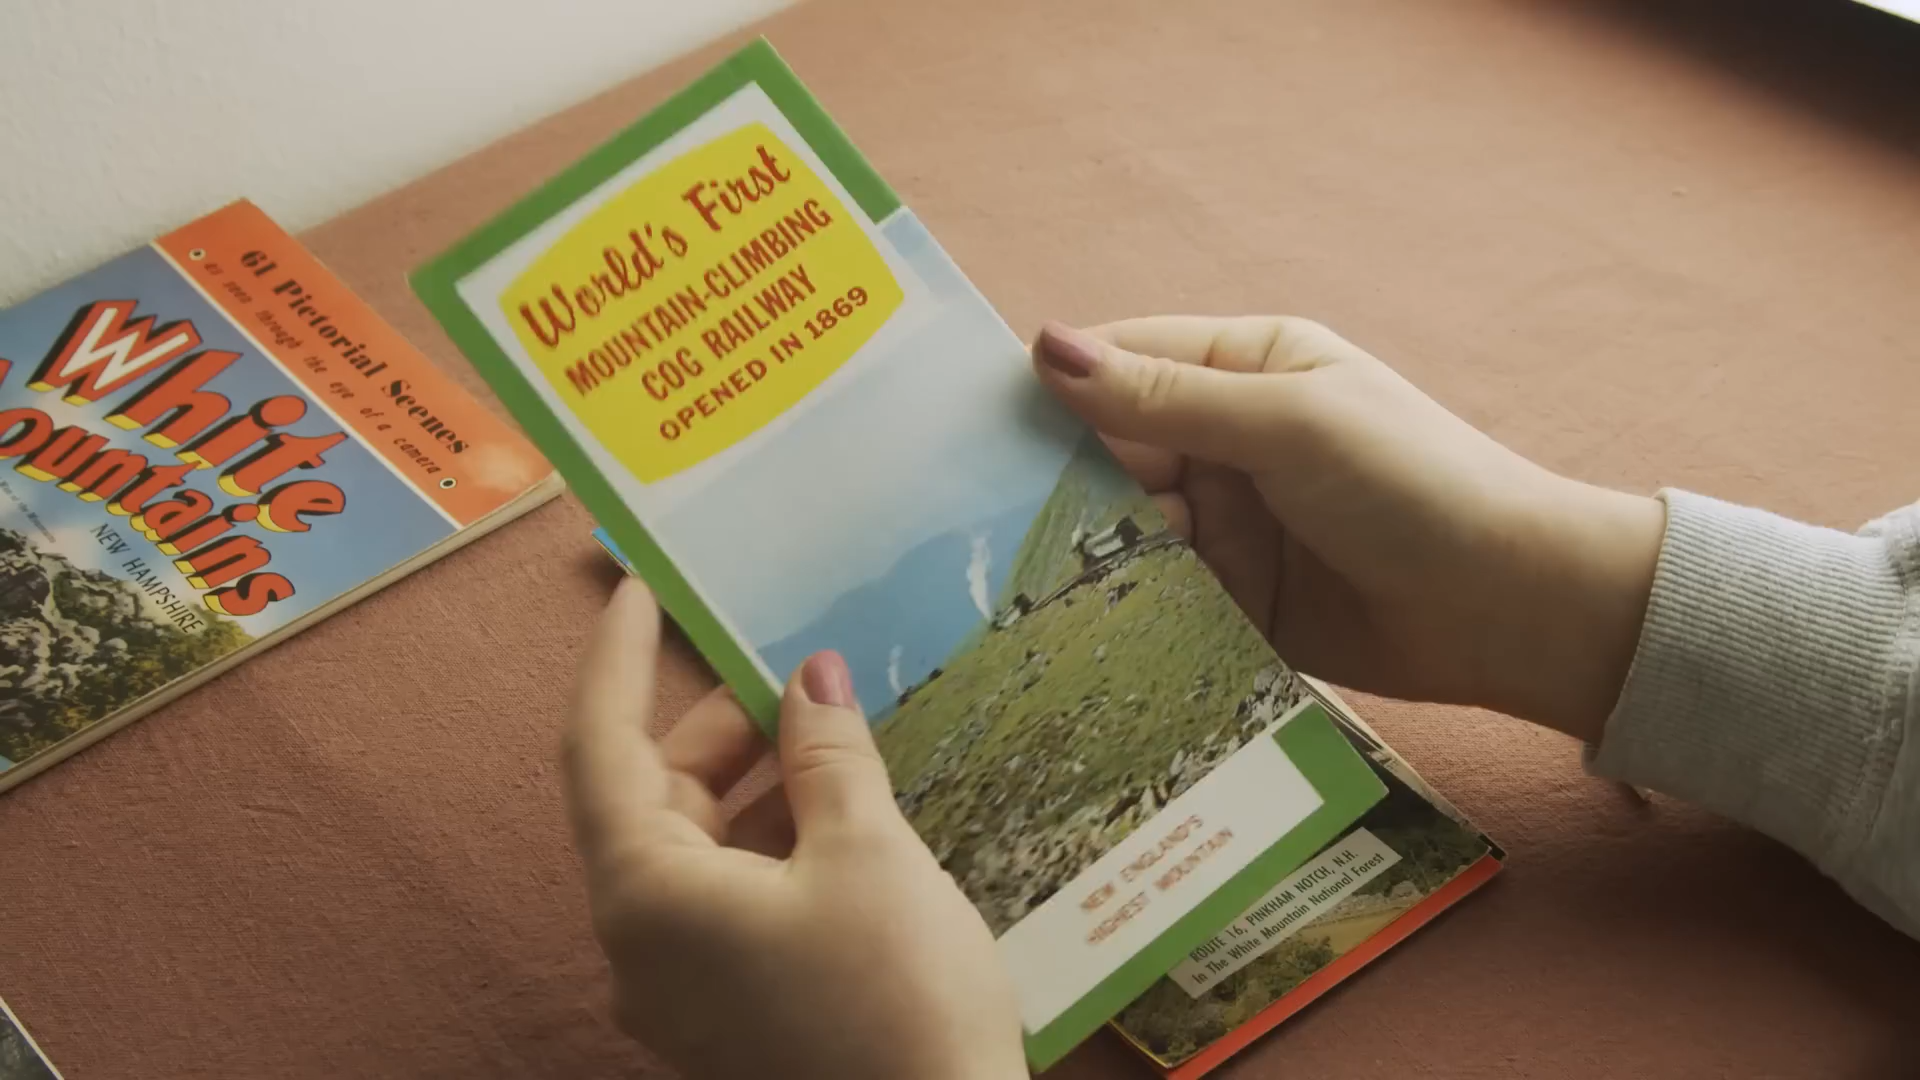 World's First
MOUNTAIN-CLIMBING
COG RAILWAY
OPENED IN 1869
NEW ENGLAND'S
HIGHEST MOUNTAIN
61 Pictorial Scenes
as seen through the eye of a camera
White
Mountains
NEW HAMPSHIRE
ROUTE 16, PINKHAM NOTCH, N.H.
In The White Mountain National Forest